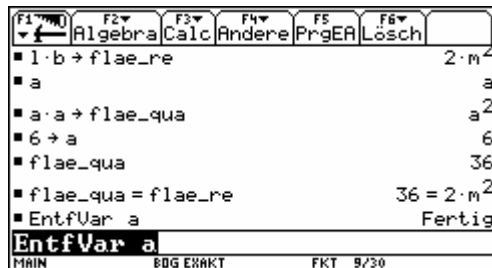 F1 F2 Algebra F3 Calc F4 Andere F5 PrgEA F6 Lösch
▪ l·b → flae_re 2·m²
▪ a a
▪ a·a → flae_qua a²
▪ 6 → a 6
▪ flae_qua 36
▪ flae_qua = flae_re 36 = 2·m²
▪ EntfVar a Fertig
EntfVar a
MAIN BOG EXAKT FKT 9/30